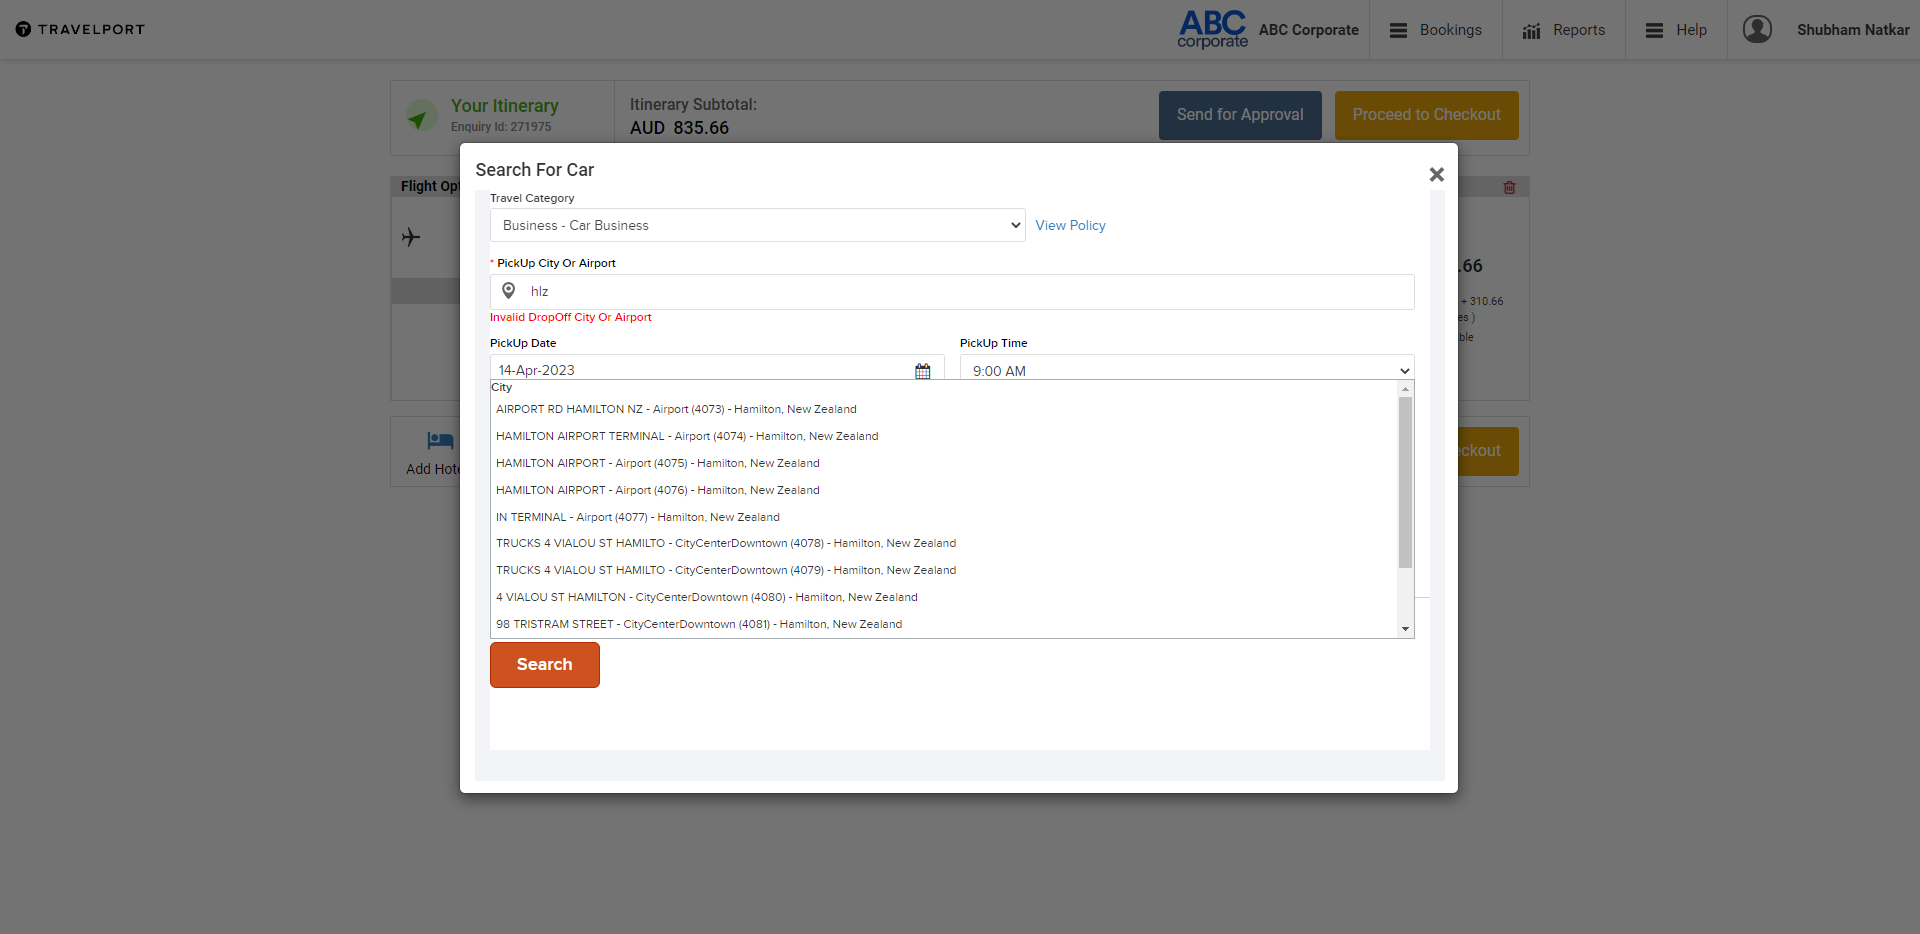 TRAVELPORT
ABC
corporate
ABC Corporate
Bookings
Reports
Help
Shubham Natkar
Your Itinerary
Enquiry Id: 271975
Itinerary Subtotal:
AUD 835.66
Send for Approval
Proceed to Checkout
Flight Opt
Search For Car
Travel Category
Business - Car Business
View Policy
* PickUp City Or Airport
hlz
Invalid DropOff City Or Airport
PickUp Date
PickUp Time
14-Apr-2023
9:00 AM
City
AIRPORT RD HAMILTON NZ - Airport (4073) - Hamilton, New Zealand
HAMILTON AIRPORT TERMINAL - Airport (4074) - Hamilton, New Zealand
HAMILTON AIRPORT - Airport (4075) - Hamilton, New Zealand
HAMILTON AIRPORT - Airport (4076) - Hamilton, New Zealand
IN TERMINAL - Airport (4077) - Hamilton, New Zealand
TRUCKS 4 VIALOU ST HAMILTO - CityCenterDowntown (4078) - Hamilton, New Zealand
TRUCKS 4 VIALOU ST HAMILTO - CityCenterDowntown (4079) - Hamilton, New Zealand
4 VIALOU ST HAMILTON - CityCenterDowntown (4080) - Hamilton, New Zealand
98 TRISTRAM STREET - CityCenterDowntown (4081) - Hamilton, New Zealand
Search
.66
+ 310.66
es )
ble
Add Hote
eckout